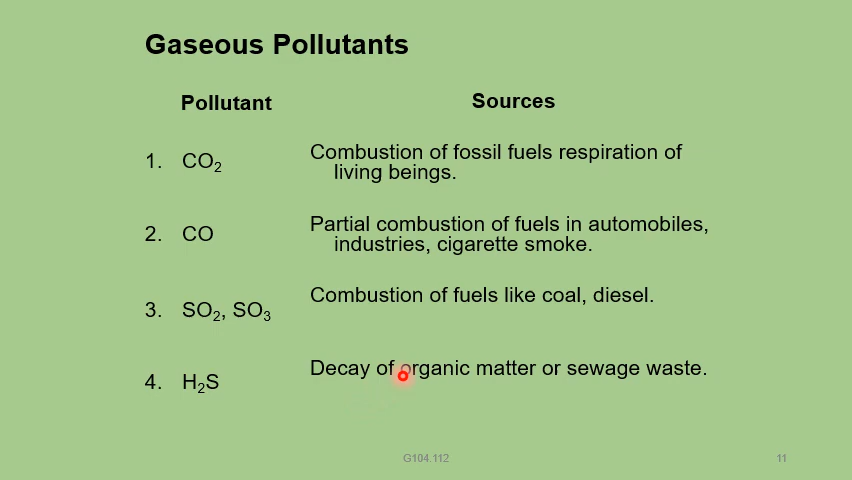 Gaseous Pollutants
Pollutant Sources
1. CO₂ Combustion of fossil fuels respiration of
living beings.
2. CO Partial combustion of fuels in automobiles,
industries, cigarette smoke.
3. SO₂, SO₃ Combustion of fuels like coal, diesel.
4. H₂S Decay of organic matter or sewage waste.
G104.112 11